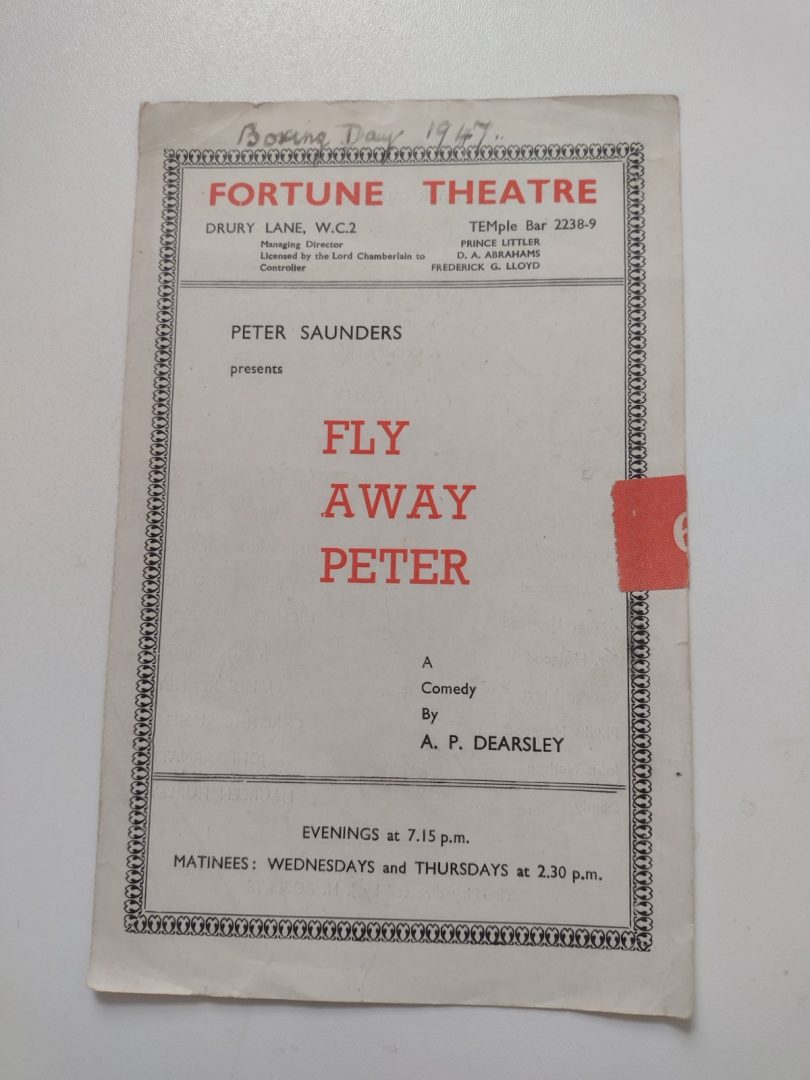 Boxing Day 1947.
FORTUNE THEATRE
DRURY LANE, W.C.2 TEMple Bar 2238-9
Managing Director PRINCE LITTLER
Licensed by the Lord Chamberlain to D. A. ABRAHAMS
Controller FREDERICK G. LLOYD
PETER SAUNDERS
presents
FLY
AWAY
PETER
6
A
Comedy
By
A. P. DEARSLEY
EVENINGS at 7.15 p.m.
MATINEES: WEDNESDAYS and THURSDAYS at 2.30 p.m.